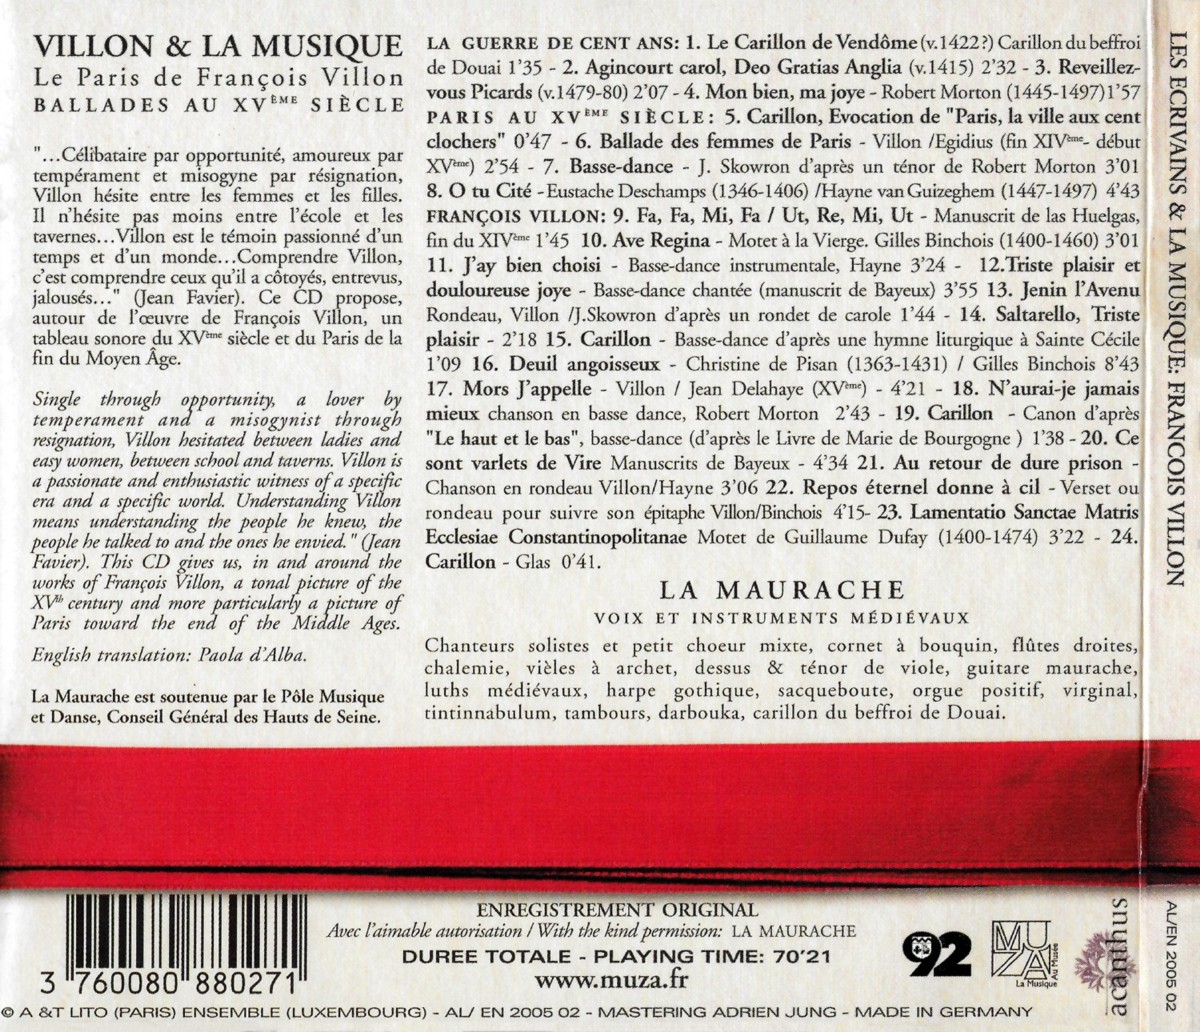 VILLON & LA MUSIQUE
Le Paris de François Villon
BALLADES AU XVÈME SIÈCLE
"…Célibataire par opportunité, amoureux par
tempérament et misogyne par résignation,
Villon hésite entre les femmes et les filles.
Il n'hésite pas moins entre l'école et les
tavernes…Villon est le témoin passionné d'un
temps et d'un monde…Comprendre Villon,
c'est comprendre ceux qu'il a côtoyés, entrevus,
jalousés…" (Jean Favier). Ce CD propose,
autour de l'œuvre de François Villon, un
tableau sonore du XVème siècle et du Paris de la
fin du Moyen Âge.
Single through opportunity, a lover by
temperament and a misogynist through
resignation, Villon hesitated between ladies and
easy women, between school and taverns. Villon is
a passionate and enthusiastic witness of a specific
era and a specific world. Understanding Villon
means understanding the people he knew, the
people he talked to and the ones he envied." (Jean
Favier). This CD gives us, in and around the
works of François Villon, a tonal picture of the
XVth century and more particularly a picture of
Paris toward the end of the Middle Ages.
English translation: Paola d'Alba.
La Maurache est soutenue par le Pôle Musique
et Danse, Conseil Général des Hauts de Seine.
LA GUERRE DE CENT ANS: 1. Le Carillon de Vendôme (v.1422?) Carillon du beffroi
de Douai 1'35 - 2. Agincourt carol, Deo Gratias Anglia (v.1415) 2'32 - 3. Reveillez-
vous Picards (v.1479-80) 2'07 - 4. Mon bien, ma joye - Robert Morton (1445-1497)1'57
PARIS AU XVÈME SIÈCLE: 5. Carillon, Evocation de "Paris, la ville aux cent
clochers" 0'47 - 6. Ballade des femmes de Paris - Villon /Egidius (fin XIVème- début
XVème) 2'54 - 7. Basse-dance - J. Skowron d'après un ténor de Robert Morton 3'01
8. O tu Cité -Eustache Deschamps (1346-1406) /Hayne van Guizeghem (1447-1497) 4'43
FRANÇOIS VILLON: 9. Fa, Fa, Mi, Fa / Ut, Re, Mi, Ut - Manuscrit de las Huelgas,
fin du XIVème 1'45 10. Ave Regina - Motet à la Vierge. Gilles Binchois (1400-1460) 3'01
11. J'ay bien choisi - Basse-dance instrumentale, Hayne 3'24 - 12.Triste plaisir et
douloureuse joye - Basse-dance chantée (manuscrit de Bayeux) 3'55 13. Jenin l'Avenu
Rondeau, Villon /J.Skowron d'après un rondet de carole 1'44 - 14. Saltarello, Triste
plaisir - 2'18 15. Carillon - Basse-dance d'après une hymne liturgique à Sainte Cécile
1'09 16. Deuil angoisseux - Christine de Pisan (1363-1431) / Gilles Binchois 8'43
17. Mors J'appelle - Villon / Jean Delahaye (XVème) - 4'21 - 18. N'aurai-je jamais
mieux chanson en basse dance, Robert Morton 2'43 - 19. Carillon - Canon d'après
"Le haut et le bas", basse-dance (d'après le Livre de Marie de Bourgogne ) 1'38 - 20. Ce
sont varlets de Vire Manuscrits de Bayeux - 4'34 21. Au retour de dure prison -
Chanson en rondeau Villon/Hayne 3'06 22. Repos éternel donne à cil - Verset ou
rondeau pour suivre son épitaphe Villon/Binchois 4'15- 23. Lamentatio Sanctae Matris
Ecclesiae Constantinopolitanae Motet de Guillaume Dufay (1400-1474) 3'22 - 24.
Carillon - Glas 0'41.
LA MAURACHE
VOIX ET INSTRUMENTS MÉDIÉVAUX
Chanteurs solistes et petit choeur mixte, cornet à bouquin, flûtes droites,
chalemie, vièles à archet, dessus & ténor de viole, guitare maurache,
luths médiévaux, harpe gothique, sacqueboute, orgue positif, virginal,
tintinnabulum, tambours, darbouka, carillon du beffroi de Douai.
LES ECRIVAINS & LA MUSIQUE: FRANCOIS VILLON
3 760080 880271
ENREGISTREMENT ORIGINAL
Avec l'aimable autorisation / With the kind permission: LA MAURACHE
DUREE TOTALE - PLAYING TIME: 70'21
www.muza.fr
92
MUZA
Au Musée
La Musique
acanthus
AL/EN 2005 02
© A &T LITO (PARIS) ENSEMBLE (LUXEMBOURG) - AL/ EN 2005 02 - MASTERING ADRIEN JUNG - MADE IN GERMANY